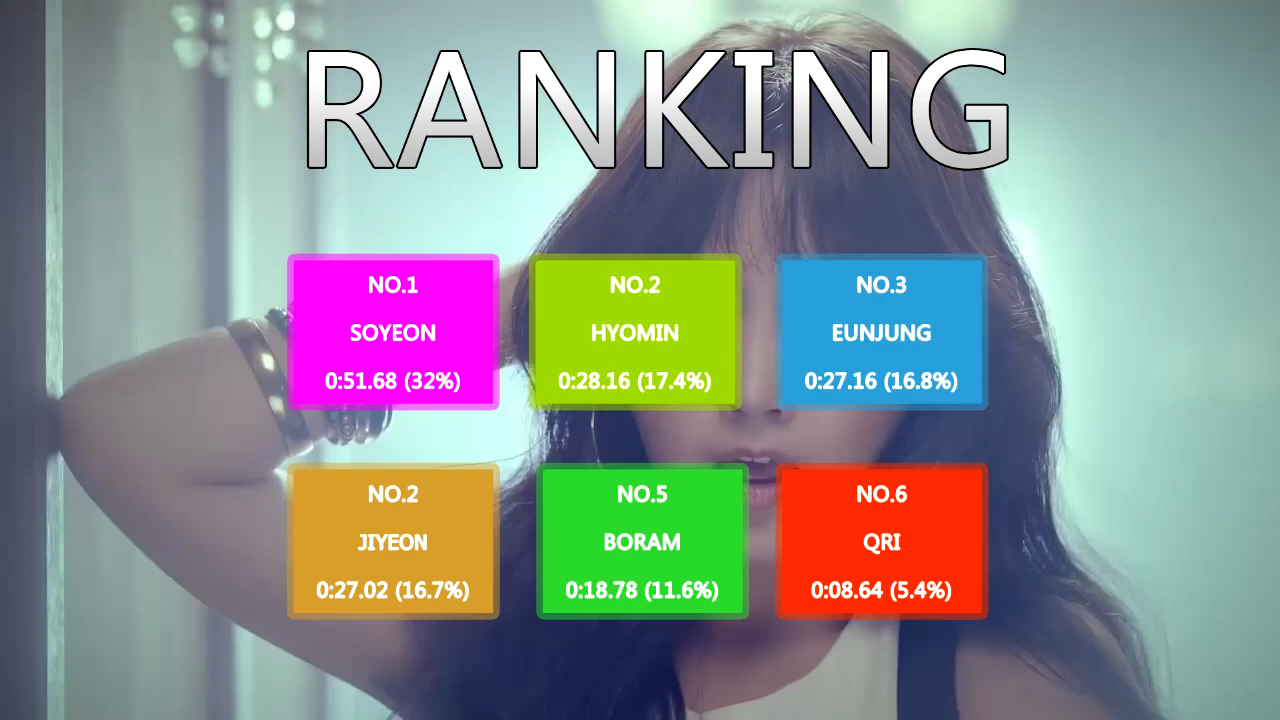 RANKING
NO.1
SOYEON
0:51.68 (32%)
NO.2
HYOMIN
0:28.16 (17.4%)
NO.3
EUNJUNG
0:27.16 (16.8%)
NO.2
JIYEON
0:27.02 (16.7%)
NO.5
BORAM
0:18.78 (11.6%)
NO.6
QRI
0:08.64 (5.4%)